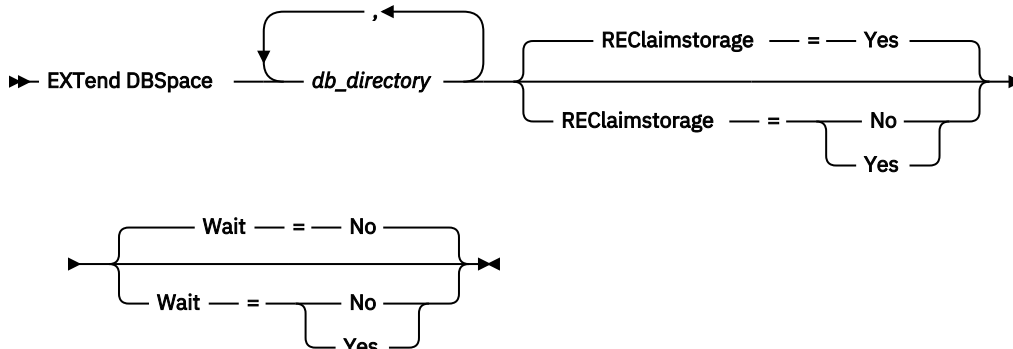 ,
REClaimstorage = Yes
EXTend DBSpace db_directory
REClaimstorage = No
Yes
Wait = No
Wait = No
Yes